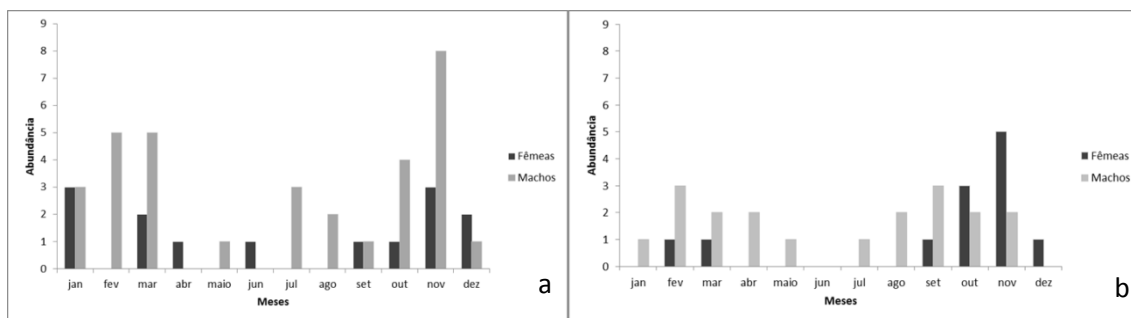 9
8
7
6
5
4
3
2
1
0
Abundância
jan fev mar abr maio jun jul ago set out nov dez
Meses
Fêmeas
Machos
a
9
8
7
6
5
4
3
2
1
0
Abundância
jan fev mar abr maio jun jul ago set out nov dez
Meses
Fêmeas
Machos
b